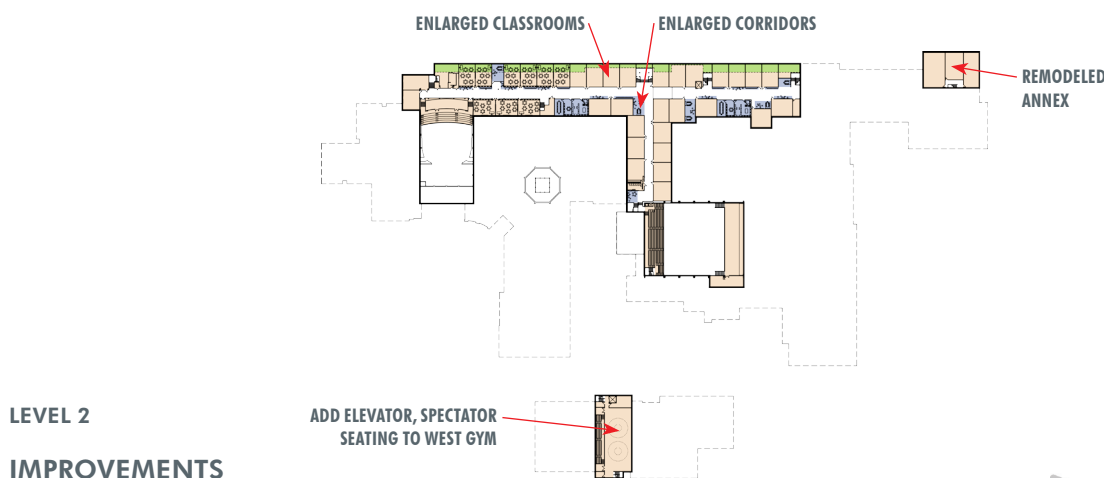 ENLARGED CLASSROOMS
ENLARGED CORRIDORS
REMODELED
ANNEX
LEVEL 2
IMPROVEMENTS
ADD ELEVATOR, SPECTATOR
SEATING TO WEST GYM